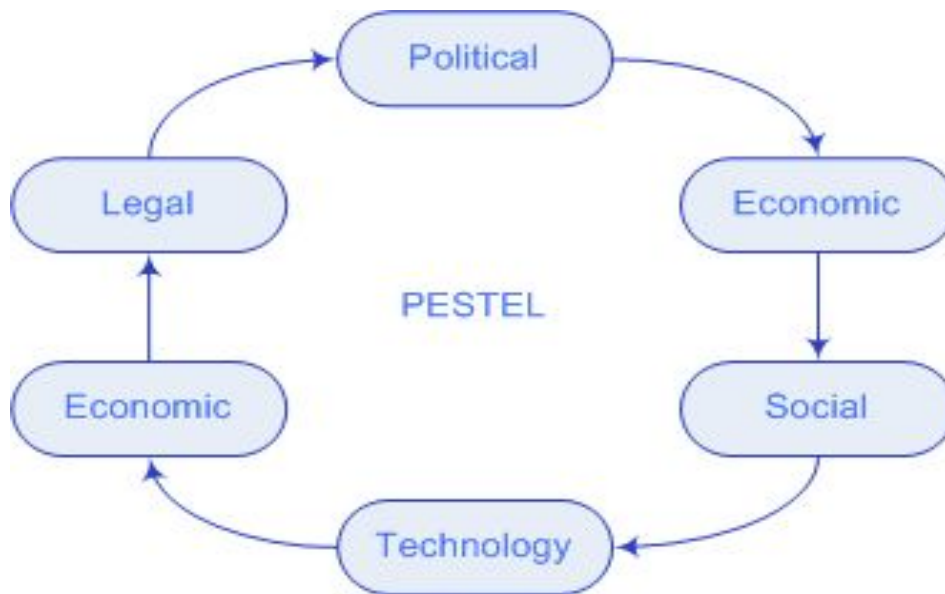 Political
Economic
Social
Technology
Economic
Legal
PESTEL